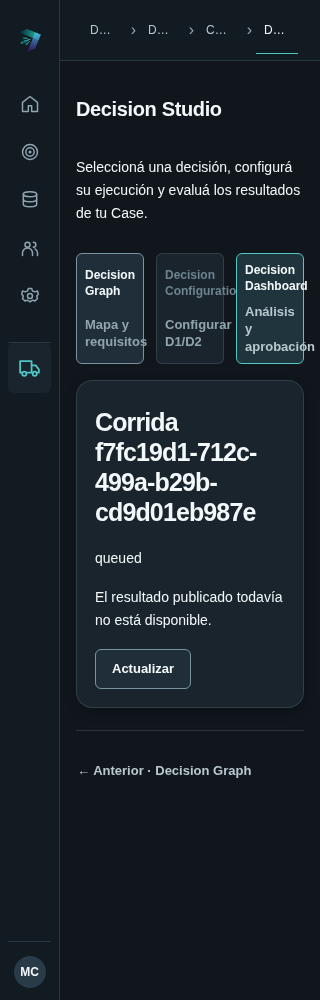 D… › D… › C… › D…
Decision Studio
Seleccioná una decisión, configurá
su ejecución y evaluá los resultados
de tu Case.
Decision
Graph
Mapa y
requisitos
Decision
Configuratio
Configurar
D1/D2
Decision
Dashboard
Análisis
y
aprobación
Corrida
f7fc19d1-712c-
499a-b29b-
cd9d01eb987e
queued
El resultado publicado todavía
no está disponible.
Actualizar
← Anterior · Decision Graph
MC